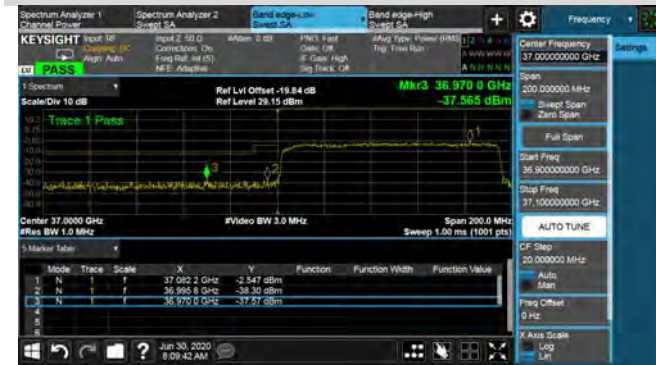 Spectrum Analyzer 1
Channel Power
Spectrum Analyzer 2
Swept SA
Band edge-Low
Swept SA
Band edge-High
Swept SA
Frequency
KEYSIGHT Input: RF
Coupling: DC
Align: Auto
Input Z: 50 Ω
Corrections: On
Freq Ref: Int (S)
NFE: Adaptive
#Atten: 0 dB
PNO: Fast
Gate: Off
IF Gain: High
Sig Track: Off
#Avg Type: Power (RMS)
Trig: Free Run
PASS
1 Spectrum
Scale/Div 10 dB
Ref Lvl Offset -19.84 dB
Ref Level 29.15 dBm
Mkr3 36.970 0 GHz
-37.565 dBm
Trace 1 Pass
Center 37.0000 GHz
#Res BW 1.0 MHz
#Video BW 3.0 MHz
Span 200.0 MHz
Sweep 1.00 ms (1001 pts)
5 Marker Table
Mode Trace Scale X Y Function Function Width Function Value
1 N 1 f 37.082 2 GHz -2.547 dBm
2 N 1 f 36.995 8 GHz -38.30 dBm
3 N 1 f 36.970 0 GHz -37.57 dBm
4
5
6
Jun 30, 2020
8:09:42 AM
Center Frequency
37.000000000 GHz
Settings
Span
200.000000 MHz
Swept Span
Zero Span
Full Span
Start Freq
36.900000000 GHz
Stop Freq
37.100000000 GHz
AUTO TUNE
CF Step
20.000000 MHz
Auto
Man
Freq Offset
0 Hz
X Axis Scale
Log
Lin